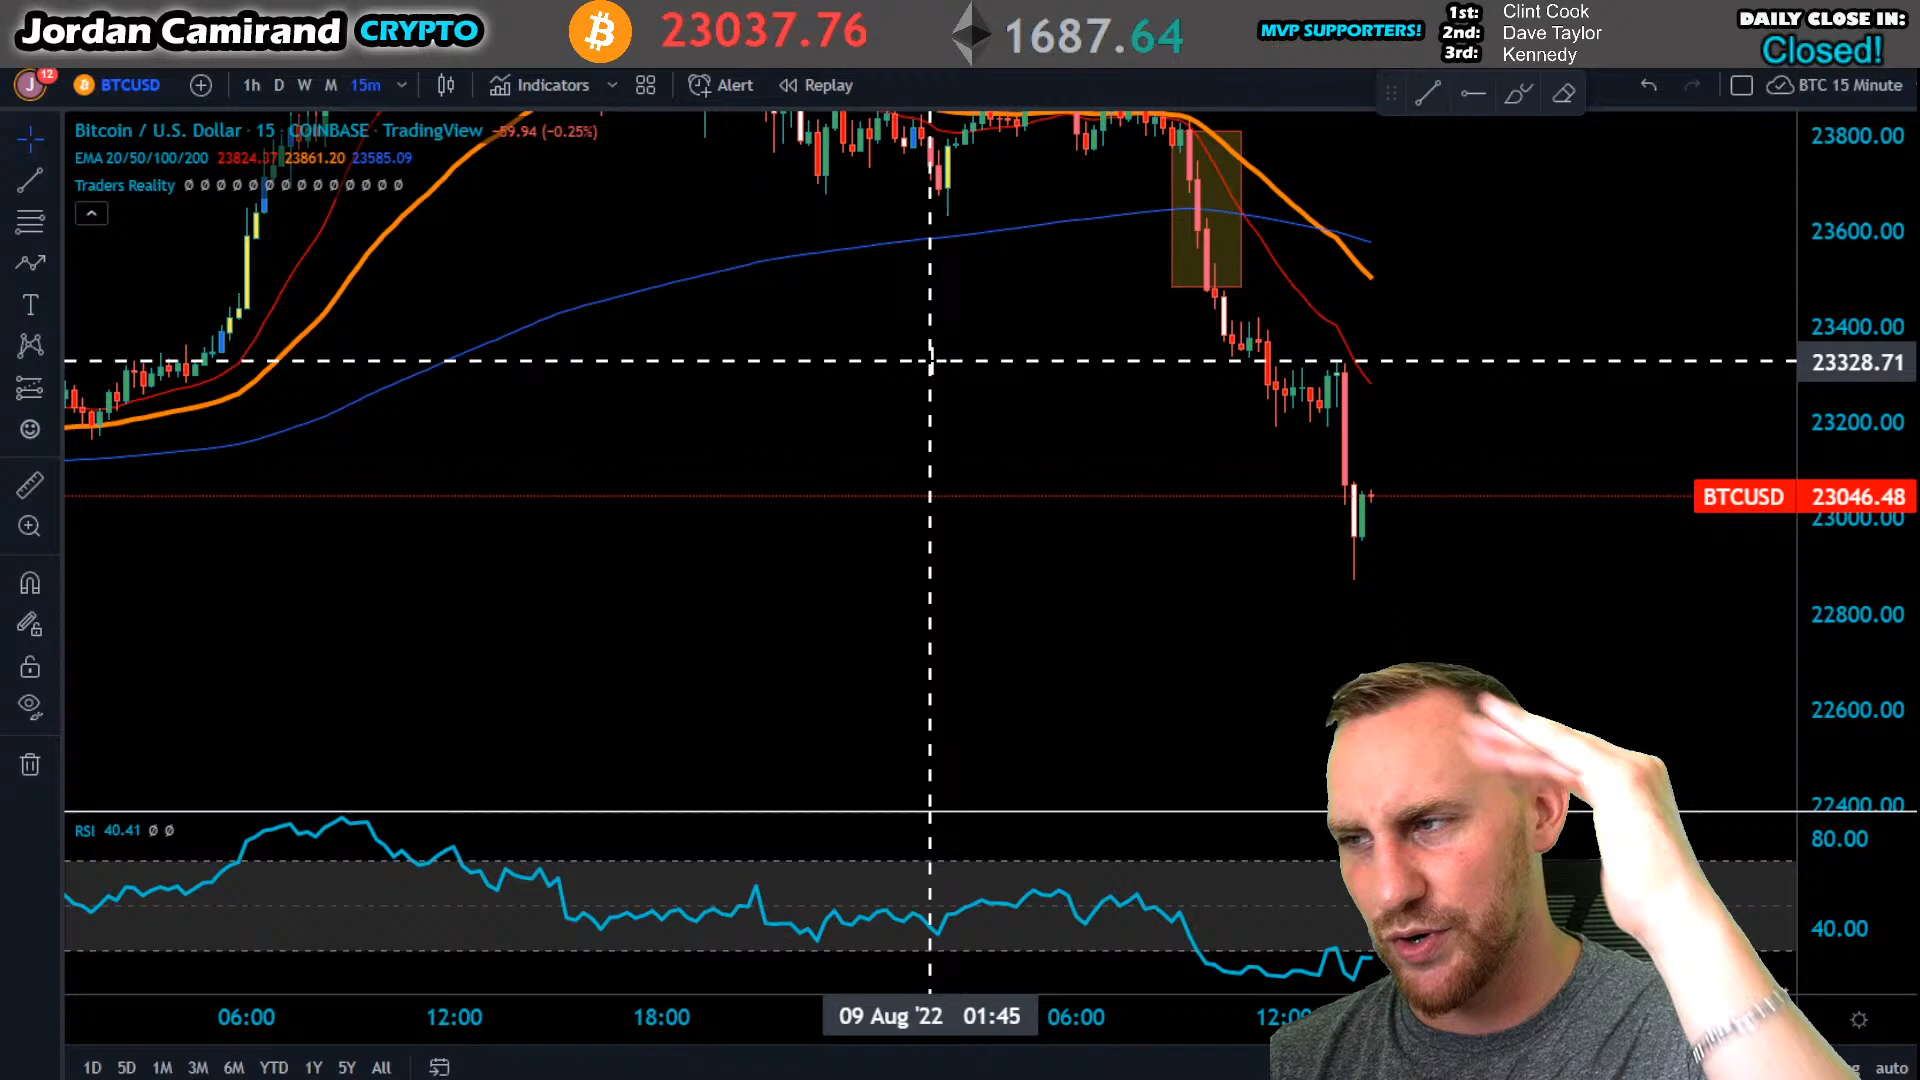 Jordan Camirand CRYPTO
23037.76
1687.64
MVP SUPPORTERS!
1st: Clint Cook
2nd: Dave Taylor
3rd: Kennedy
DAILY CLOSE IN:
Closed!
J 12
BTCUSD
1h D W M 15m
Indicators
Alert
Replay
BTC 15 Minute
Bitcoin / U.S. Dollar · 15 · COINBASE · TradingView −59.94 (−0.25%)
EMA 20/50/100/200 23824.37 23861.20 23585.09
Traders Reality ∅ ∅ ∅ ∅ ∅ ∅ ∅ ∅ ∅ ∅ ∅ ∅ ∅ ∅
23800.00
23600.00
23400.00
23328.71
23200.00
BTCUSD 23046.48
23000.00
22800.00
22600.00
22400.00
RSI 40.41 ∅ ∅
80.00
40.00
06:00 12:00 18:00 09 Aug '22 01:45 06:00 12:00
1D 5D 1M 3M 6M YTD 1Y 5Y All
auto